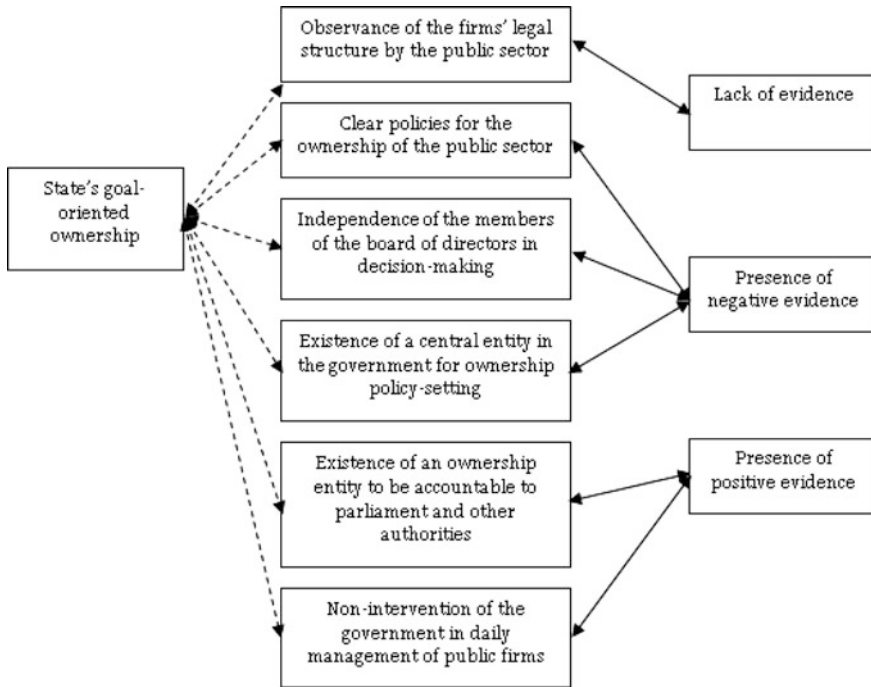 State's goal-
oriented
ownership
Observance of the firms' legal
structure by the public sector
Clear policies for the
ownership of the public sector
Independence of the members
of the board of directors in
decision-making
Existence of a central entity in
the government for ownership
policy-setting
Existence of an ownership
entity to be accountable to
parliament and other
authorities
Non-intervention of the
government in daily
management of public firms
Lack of evidence
Presence of
negative evidence
Presence of
positive evidence